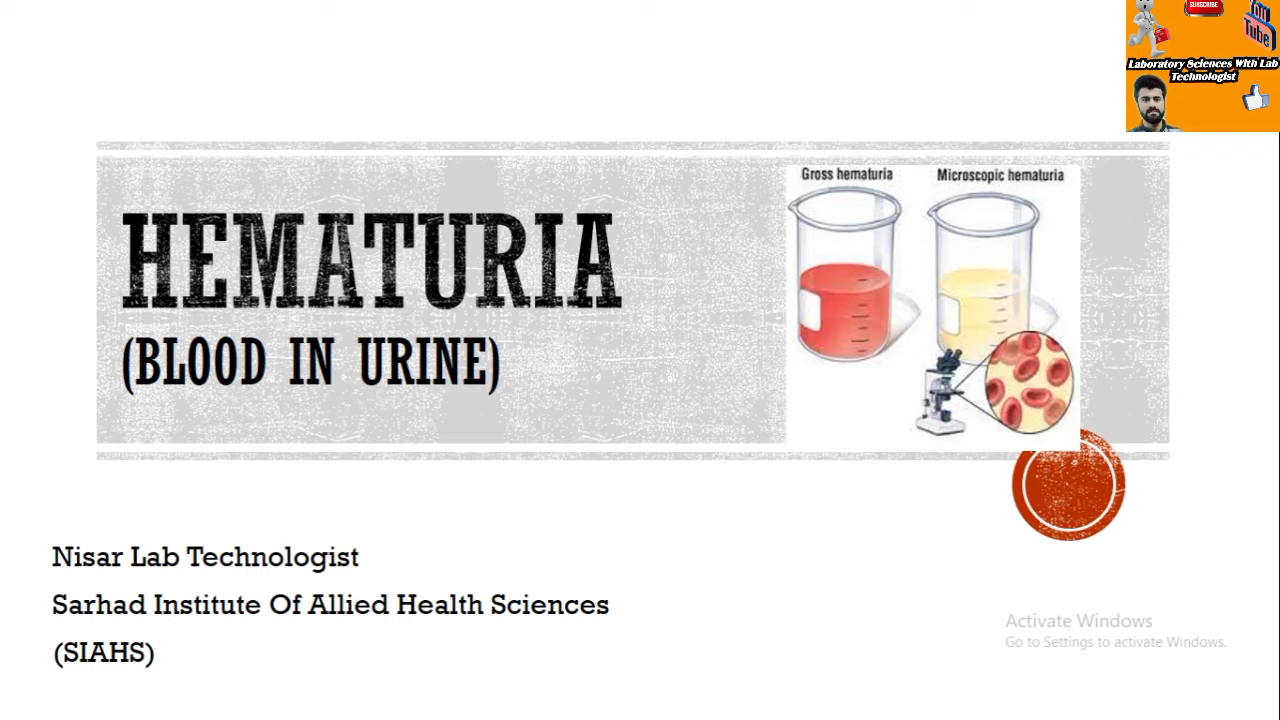 SUBSCRIBE
You
Tube
Laboratory Sciences With Lab
Technologist
Gross hematuria
Microscopic hematuria
HEMATURIA
(BLOOD IN URINE)
Nisar Lab Technologist
Sarhad Institute Of Allied Health Sciences
(SIAHS)
Activate Windows
Go to Settings to activate Windows.